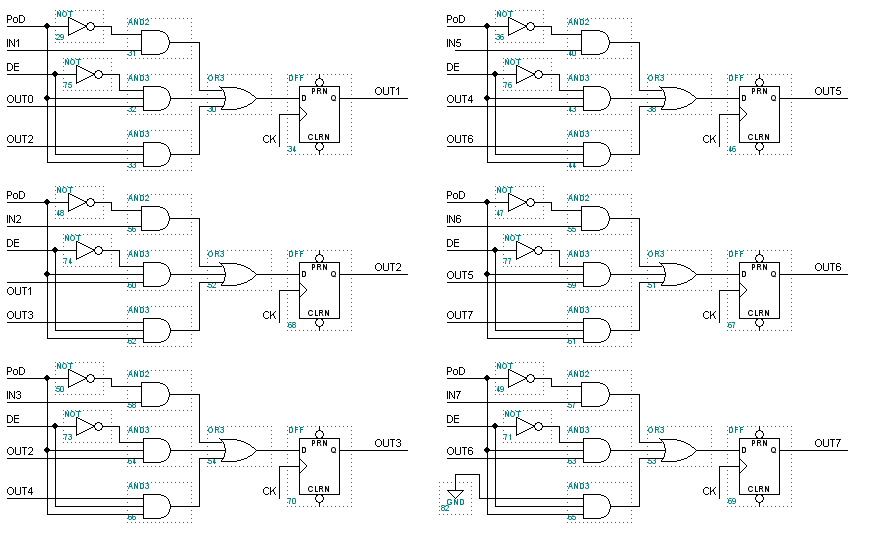 NOT
PoD
AND2
29
IN1
31
NOT
DE
AND3
OR3
DFF
75
PRN
D Q
OUT1
OUT0
32
30
AND3
CLRN
OUT2
CK
33
34
NOT
PoD
AND2
36
IN5
40
NOT
DE
AND3
OR3
DFF
76
PRN
D Q
OUT5
OUT4
43
38
AND3
CLRN
OUT6
CK
44
46
NOT
PoD
AND2
48
IN2
56
NOT
DE
AND3
OR3
DFF
74
PRN
D Q
OUT2
60
52
OUT1
AND3
CLRN
OUT3
CK
62
68
NOT
PoD
AND2
47
IN6
55
NOT
DE
AND3
OR3
DFF
77
PRN
D Q
OUT6
OUT5
59
51
AND3
CLRN
OUT7
CK
61
67
NOT
PoD
AND2
50
IN3
58
NOT
DE
AND3
OR3
DFF
73
PRN
D Q
OUT3
OUT2
64
54
AND3
CLRN
OUT4
CK
66
70
NOT
PoD
AND2
49
IN7
57
NOT
DE
AND3
OR3
DFF
71
PRN
D Q
OUT7
OUT6
63
53
AND3
CLRN
CK
GND
82
65
69